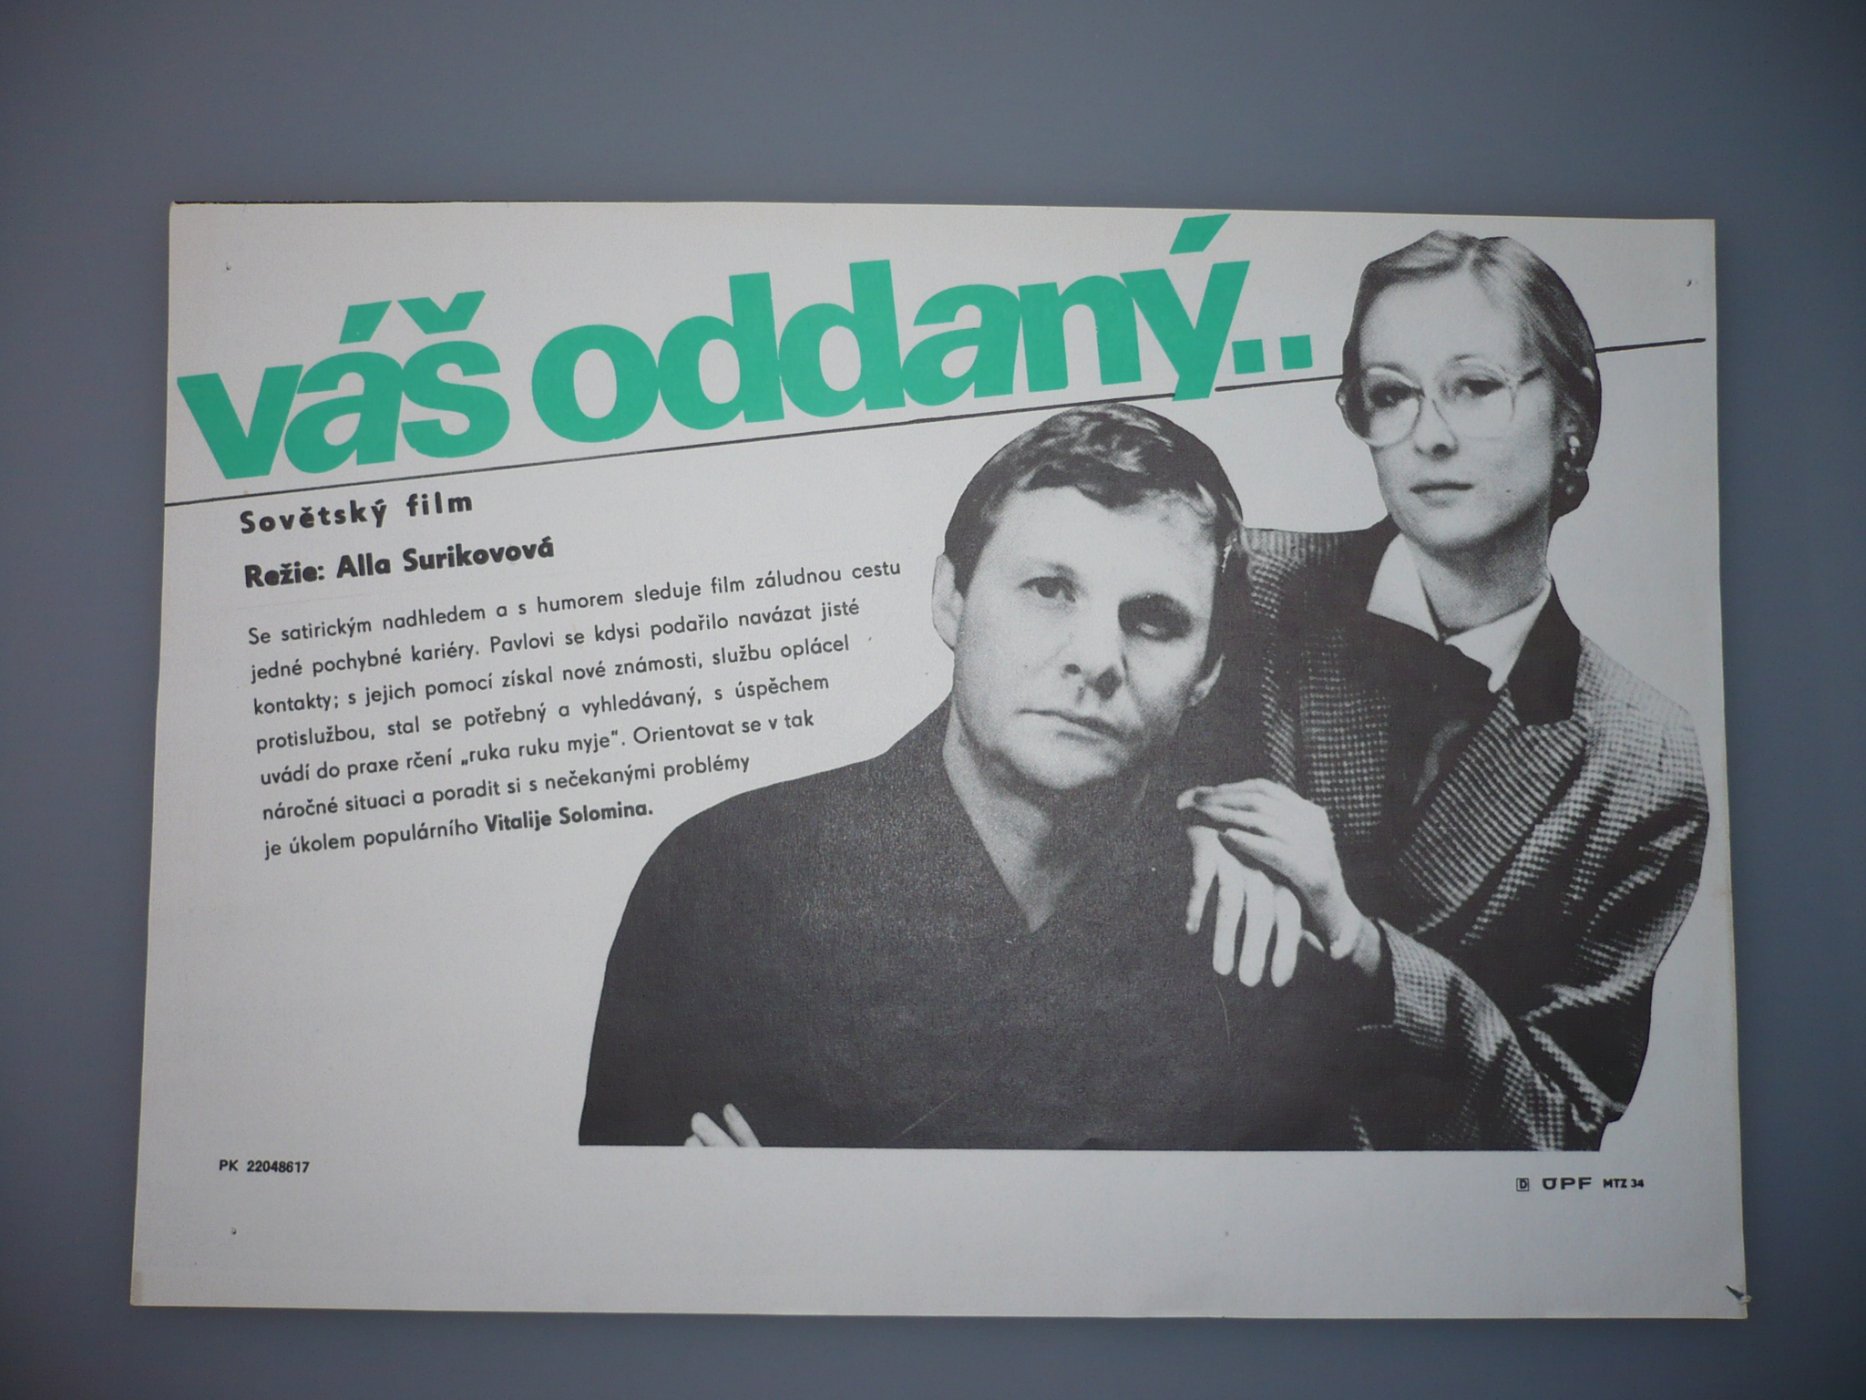 váš oddaný..
Sovětský film
Režie: Alla Surikovová
Se satirickým nadhledem a s humorem sleduje film záludnou cestu
jedné pochybné kariéry. Pavlovi se kdysi podařilo navázat jisté
kontakty; s jejich pomocí získal nové známosti, službu oplácel
protislužbou, stal se potřebný a vyhledávaný, s úspěchem
uvádí do praxe rčení „ruka ruku myje". Orientovat se v tak
náročné situaci a poradit si s nečekanými problémy
je úkolem populárního Vitalije Solomina.
PK 22048617
D ÚPF MTZ 34